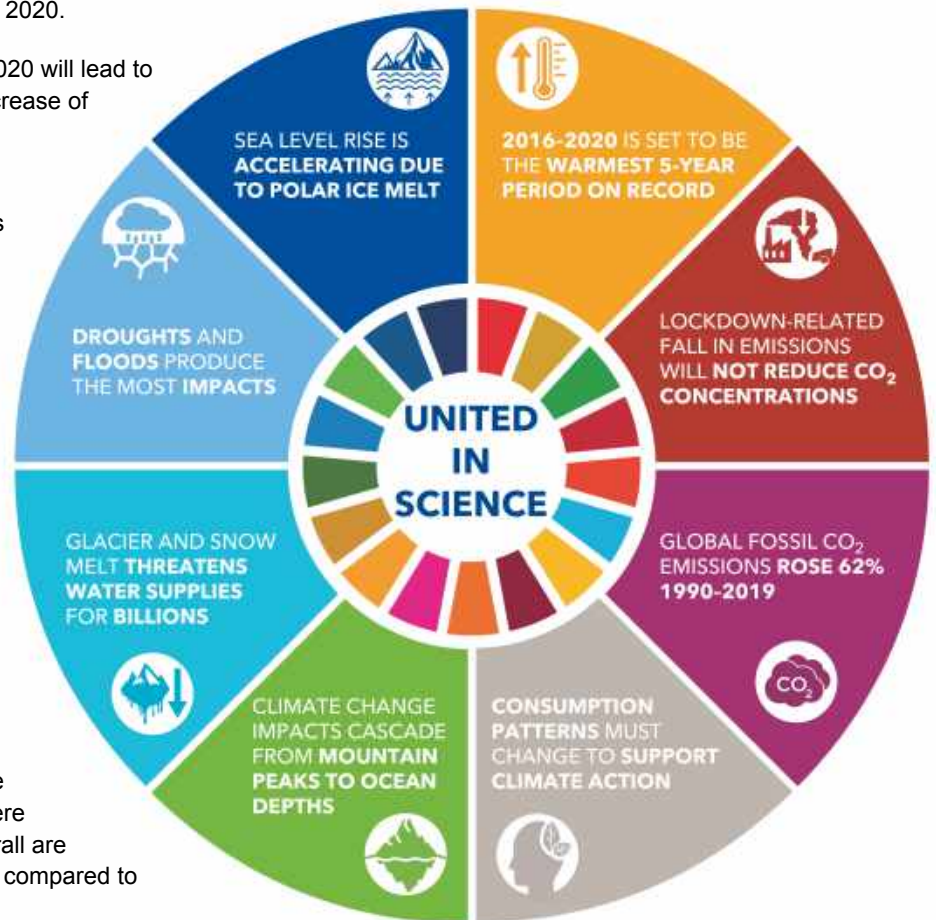 2020.
020 will lead to
crease of
s
e
ere
all are
compared to
SEA LEVEL RISE IS
ACCELERATING DUE
TO POLAR ICE MELT
2016-2020 IS SET TO BE
THE WARMEST 5-YEAR
PERIOD ON RECORD
LOCKDOWN-RELATED
FALL IN EMISSIONS
WILL NOT REDUCE CO₂
CONCENTRATIONS
GLOBAL FOSSIL CO₂
EMISSIONS ROSE 62%
1990-2019
CO₂
CONSUMPTION
PATTERNS MUST
CHANGE TO SUPPORT
CLIMATE ACTION
CLIMATE CHANGE
IMPACTS CASCADE
FROM MOUNTAIN
PEAKS TO OCEAN
DEPTHS
GLACIER AND SNOW
MELT THREATENS
WATER SUPPLIES
FOR BILLIONS
DROUGHTS AND
FLOODS PRODUCE
THE MOST IMPACTS
UNITED
IN
SCIENCE